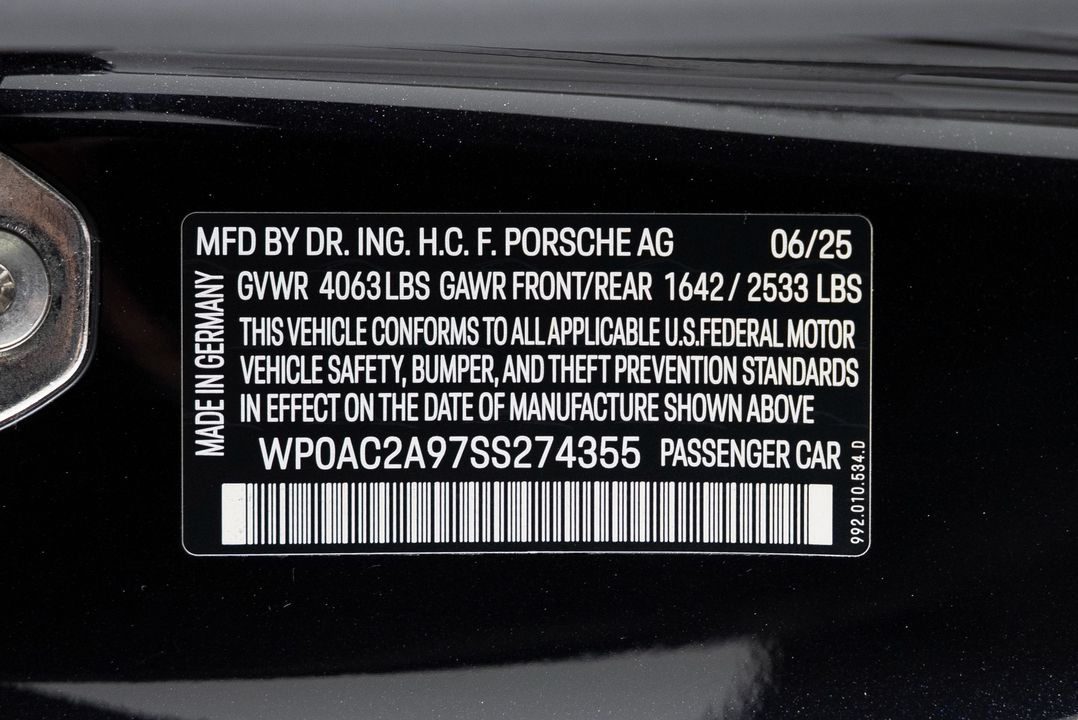 MFD BY DR. ING. H.C. F. PORSCHE AG 06/25
GVWR 4063 LBS GAWR FRONT/REAR 1642 / 2533 LBS
THIS VEHICLE CONFORMS TO ALL APPLICABLE U.S.FEDERAL MOTOR
VEHICLE SAFETY, BUMPER, AND THEFT PREVENTION STANDARDS
IN EFFECT ON THE DATE OF MANUFACTURE SHOWN ABOVE
WP0AC2A97SS274355 PASSENGER CAR
MADE IN GERMANY
992.010.534.D